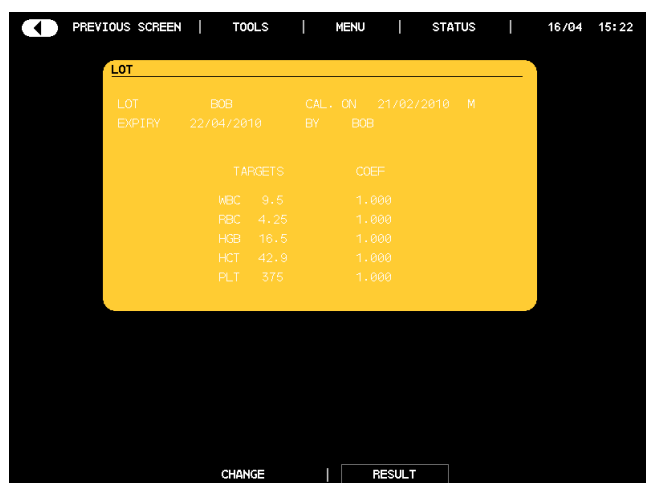 PREVIOUS SCREEN | TOOLS | MENU | STATUS | 16/04 15:22
LOT
LOT BOB CAL. ON 21/02/2010 M
EXPIRY 22/04/2010 BY BOB
TARGETS COEF
WBC 9.5 1.000
RBC 4.25 1.000
HGB 16.5 1.000
HCT 42.9 1.000
PLT 375 1.000
CHANGE | RESULT